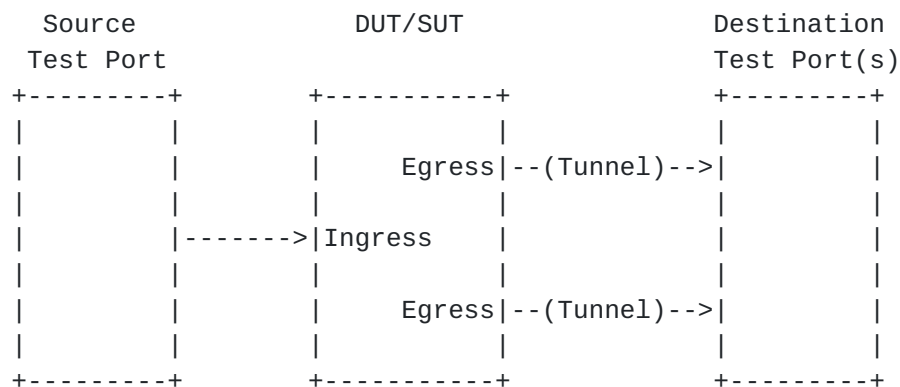 Source DUT/SUT Destination
Test Port Test Port(s)
Egress --(Tunnel)-->
------->Ingress
Egress --(Tunnel)-->